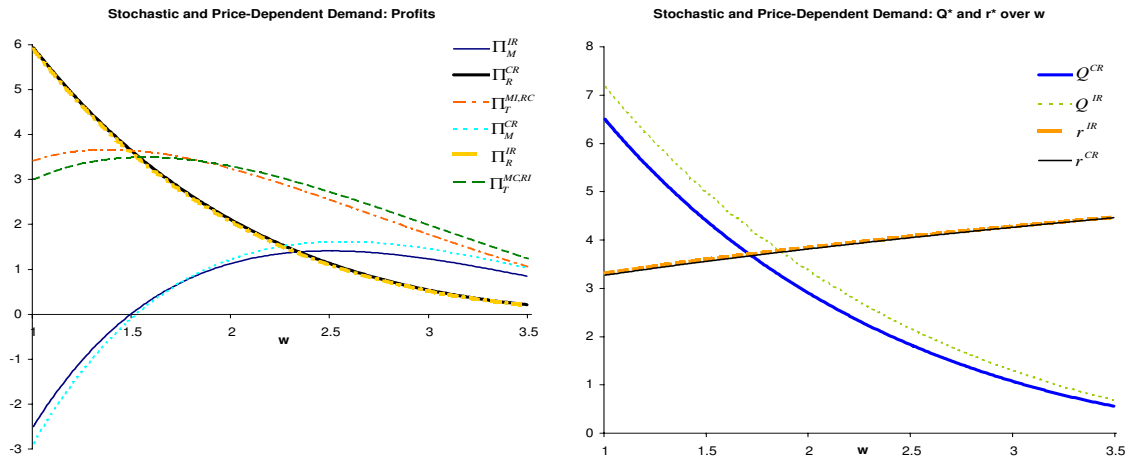 Stochastic and Price-Dependent Demand: Profits
6
5
4
3
2
1
0
-1
-2
-3
1
1.5
2
2.5
3
3.5
w
Π_M^{IR}
Π_R^{CR}
Π_T^{MI,RC}
Π_M^{CR}
Π_R^{IR}
Π_T^{MC,RI}
Stochastic and Price-Dependent Demand: Q* and r* over w
8
7
6
5
4
3
2
1
0
1
1.5
2
2.5
3
3.5
w
Q^{CR}
Q^{IR}
r^{IR}
r^{CR}